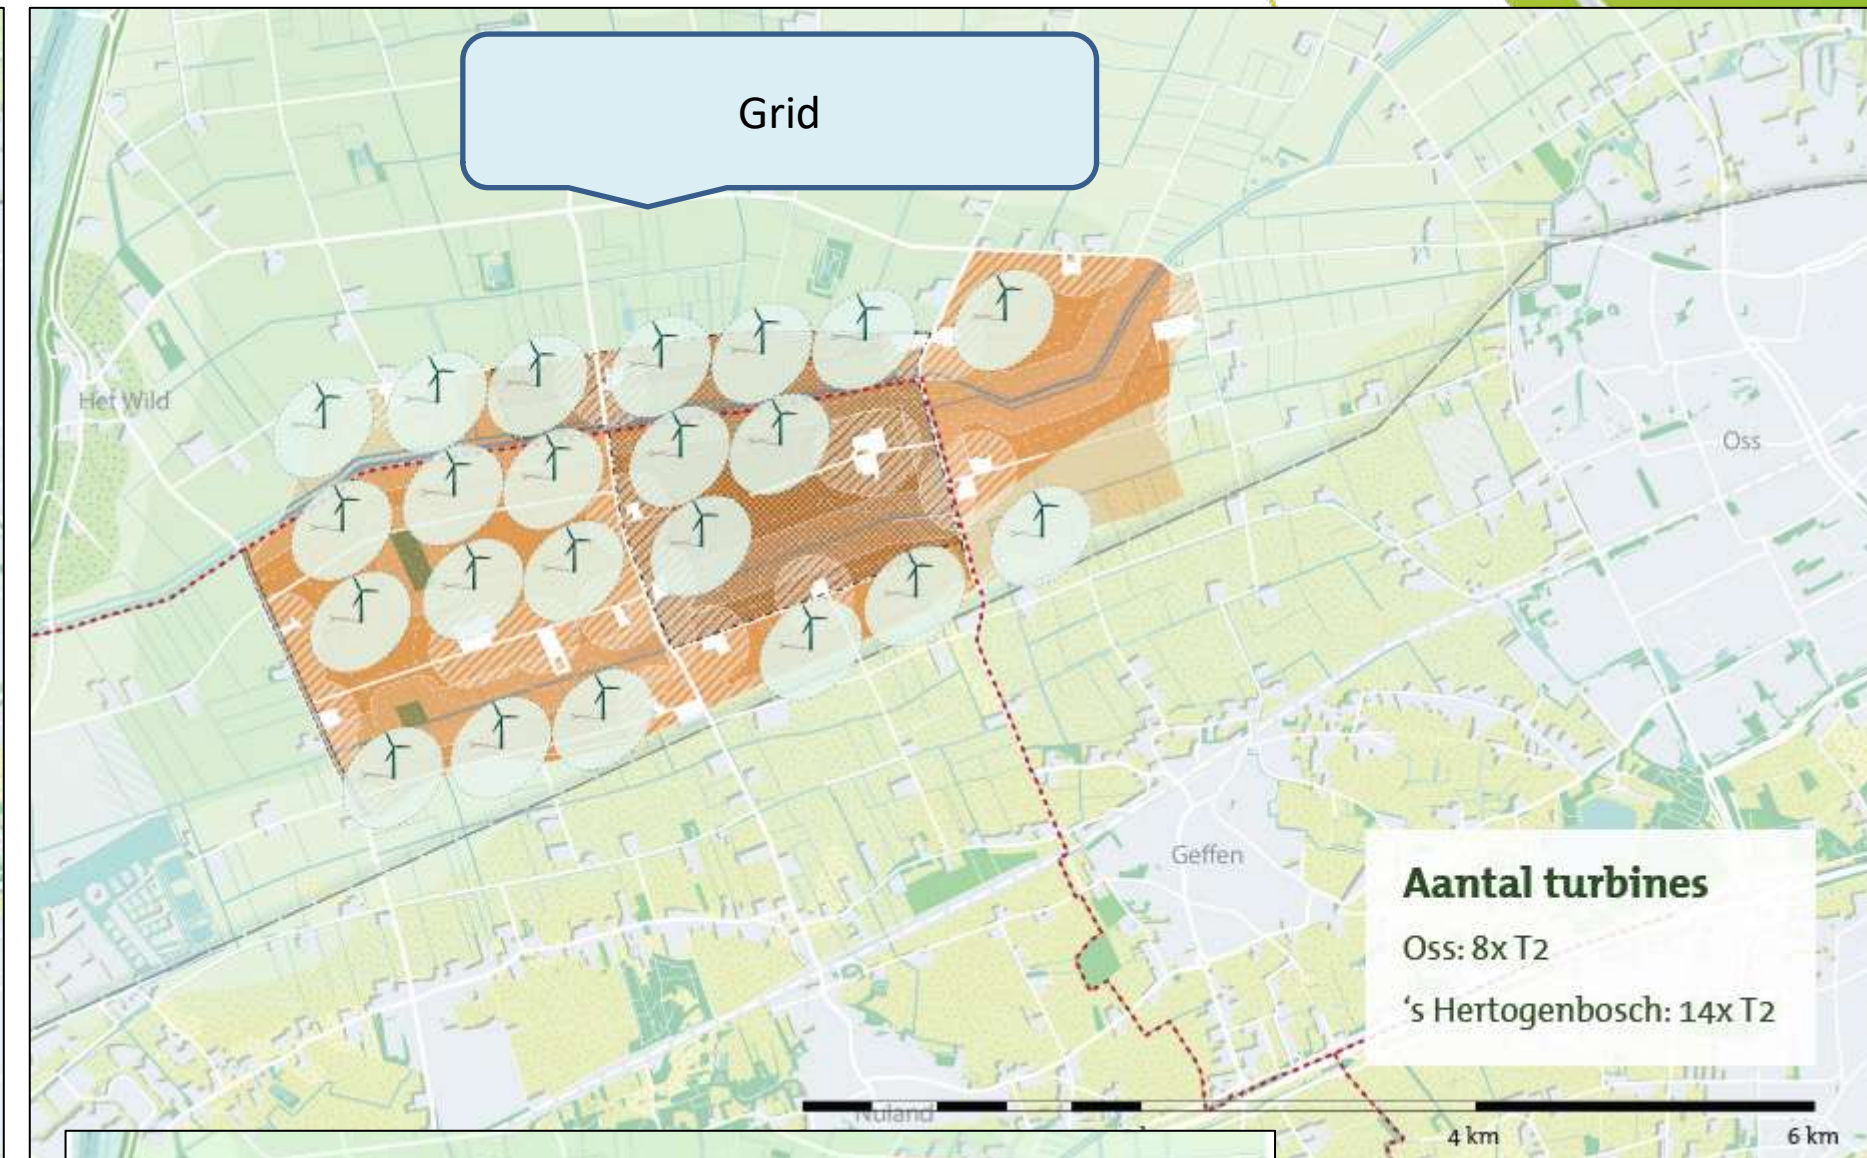 Grid
Het Wild
Oss
Geffen
Aantal turbines
Oss: 8x T2
‘s Hertogenbosch: 14x T2
Nuland
4 km
6 km